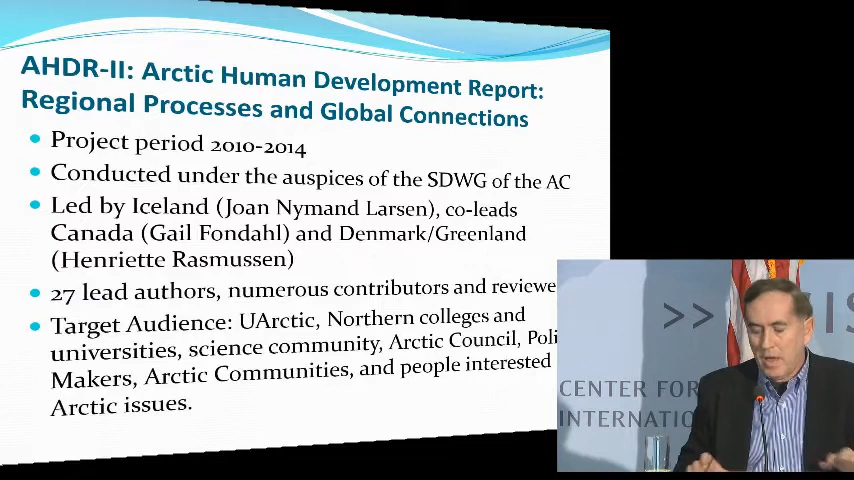 AHDR-II: Arctic Human Development Report:
Regional Processes and Global Connections
Project period 2010-2014
Conducted under the auspices of the SDWG of the AC
Led by Iceland (Joan Nymand Larsen), co-leads
Canada (Gail Fondahl) and Denmark/Greenland
(Henriette Rasmussen)
27 lead authors, numerous contributors and reviewe
Target Audience: UArctic, Northern colleges and
universities, science community, Arctic Council, Poli
Makers, Arctic Communities, and people interested
Arctic issues.
>> IS
CENTER FOR
INTERNATIO